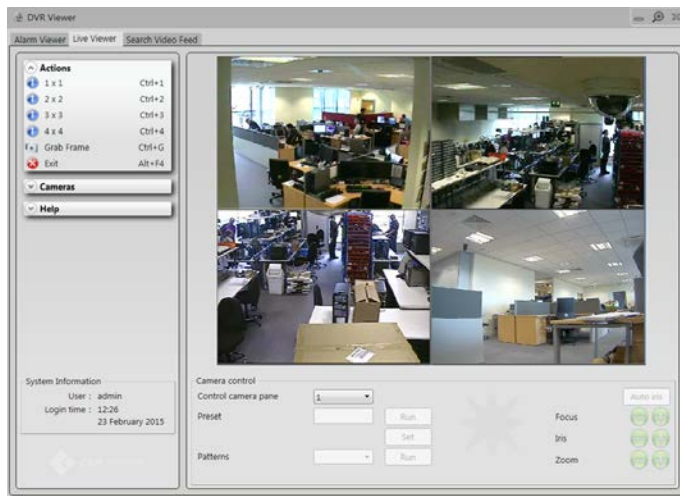 DVR Viewer
Alarm Viewer Live Viewer Search Video Feed
Actions
1 x 1 Ctrl+1
2 x 2 Ctrl+2
3 x 3 Ctrl+3
4 x 4 Ctrl+4
Grab Frame Ctrl+G
Exit Alt+F4
Cameras
Help
System Information
User : admin
Login time : 12:26
23 February 2015
Camera control
Control camera pane 1
Auto iris
Preset Run
Focus
Set
Iris
Patterns Run
Zoom